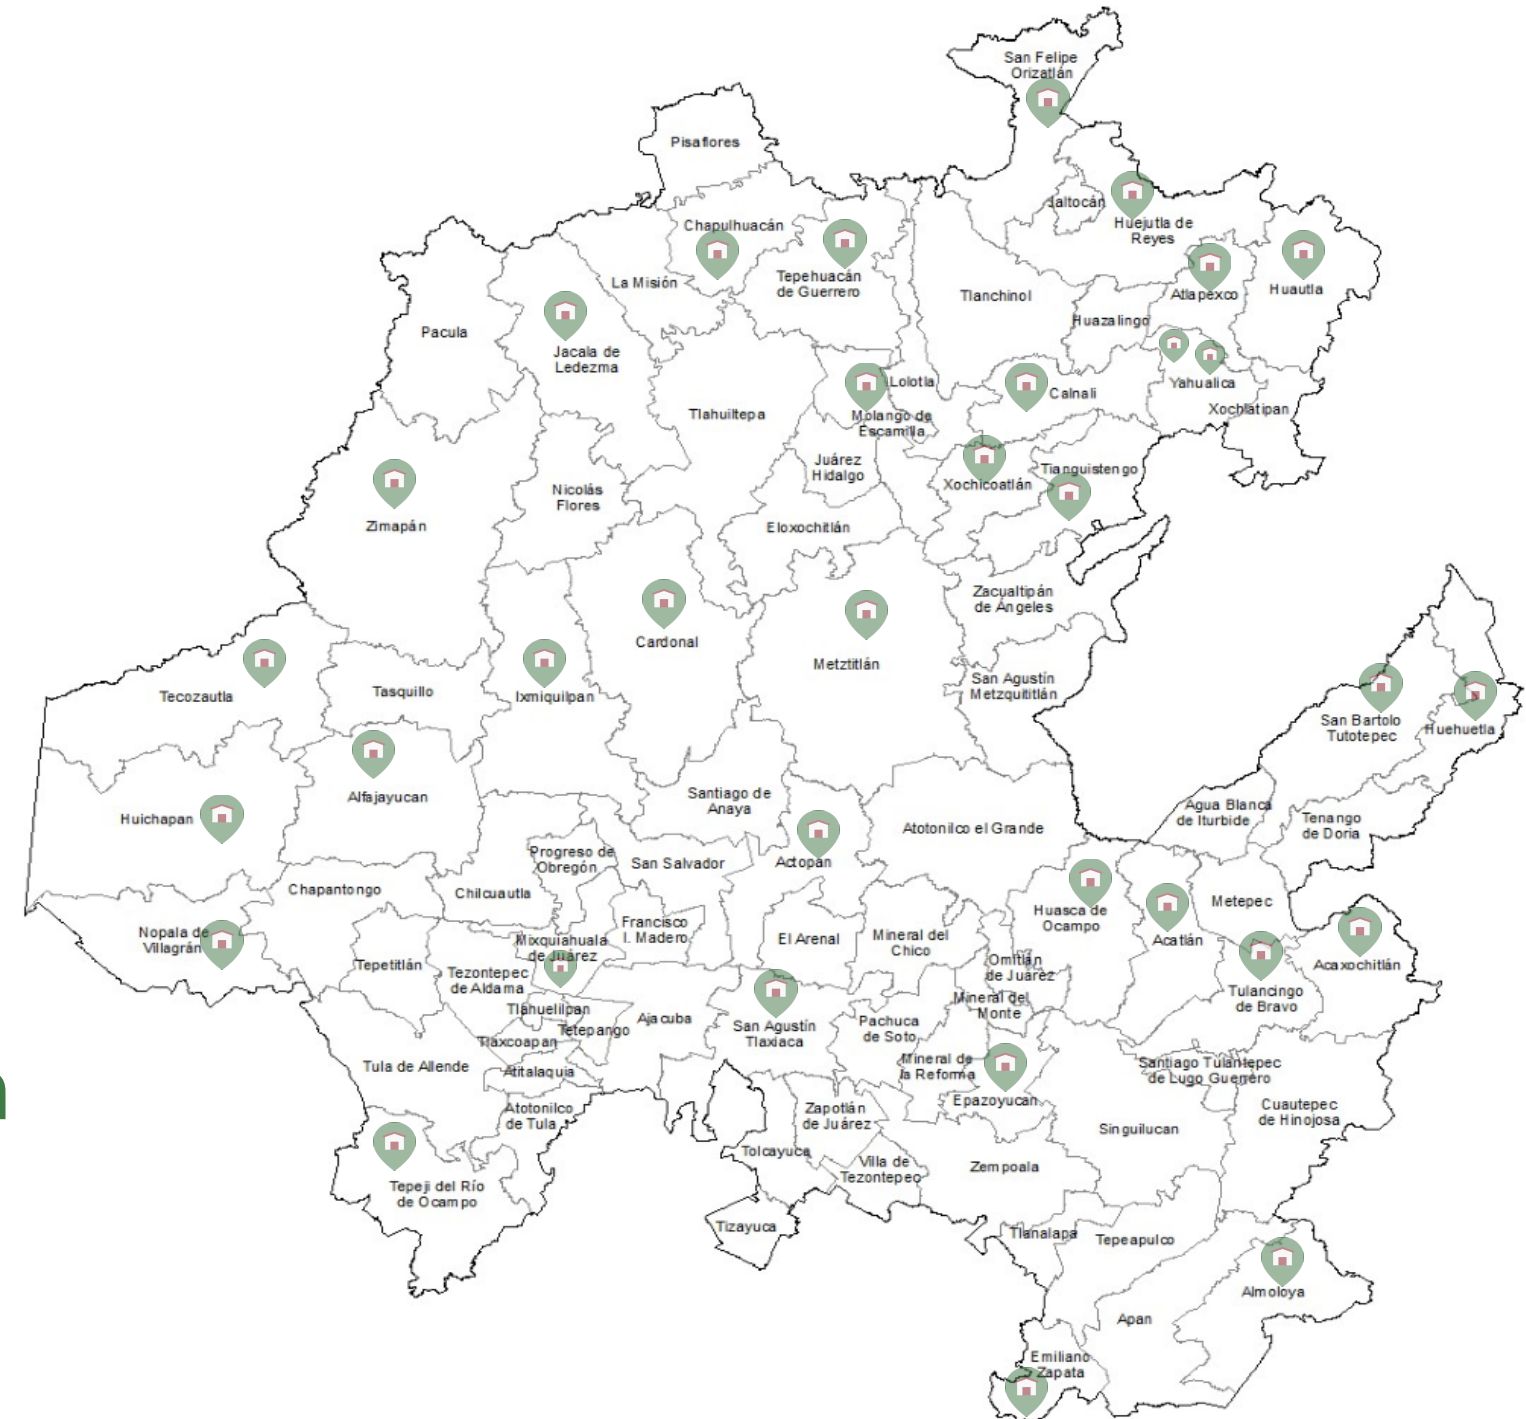 San Felipe
Orizatlán
Pisaflores
Jaltocán
Huejutla de
Reyes
Chapulhuacán
La Misión
Tepehuacán
de Guerrero
Tlanchinol
Huazalingo
Atlapexco
Huautla
Pacula
Jacala de
Ledezma
Lolotla
Calnali
Yahualica
Xochiatipan
Tlahuiltepa
Molango de
Escamilla
Juárez
Hidalgo
Xochicoatlán
Tianguistengo
Zimapán
Nicolás
Flores
Eloxochitlán
Zacualtipán
de Ángeles
Cardonal
Metztitlán
San Agustín
Metzquititlán
Tecozautla
Tasquillo
Ixmiquilpan
San Bartolo
Tutotepec
Huehuetla
Huichapan
Alfajayucan
Santiago de
Anaya
Atotonilco el Grande
Agua Blanca
de Iturbide
Tenango
de Doria
Progreso de
Obregón
San Salvador
Actopan
Chapantongo
Chilcuautla
Metepec
Huasca de
Ocampo
Acatlán
Nopala de
Villagrán
Francisco
I. Madero
El Arenal
Mineral del
Chico
Mixquiahuala
de Juárez
Tepetitlán
Tezontepec
de Aldama
Omitlán
de Juárez
Acaxochitlán
Tulancingo
de Bravo
Tlahuelilpan
Mineral del
Monte
Tetepango
Ajacuba
San Agustín
Tlaxiaca
Pachuca
de Soto
Tlaxcoapan
Tula de Allende
Atitalaquia
Mineral de
la Reforma
Santiago Tulantepec
de Lugo Guerrero
Epazoyucan
Atotonilco
de Tula
Zapotlán
de Juárez
Singuilucan
Cuautepec
de Hinojosa
Tolcayuca
Villa de
Tezontepec
Zempoala
Tepeji del Río
de Ocampo
Tizayuca
Tlanalapa
Tepeapulco
Almoloya
Apan
Emiliano
Zapata